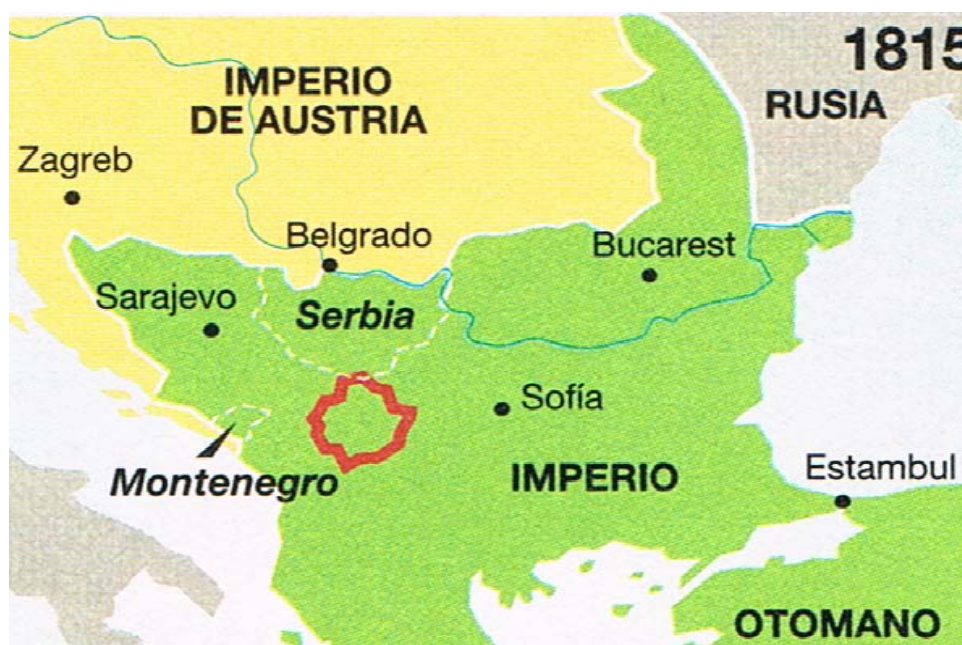 1815
RUSIA
IMPERIO
DE AUSTRIA
Zagreb
Belgrado
Bucarest
Sarajevo
Serbia
Sofía
Montenegro
IMPERIO
Estambul
OTOMANO